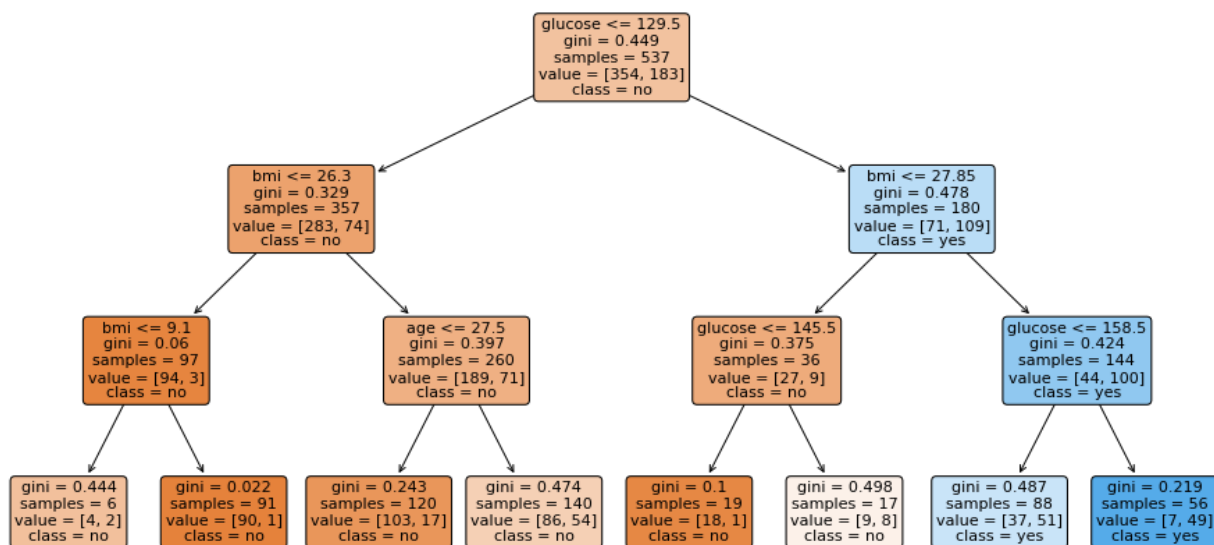 glucose <= 129.5
gini = 0.449
samples = 537
value = [354, 183]
class = no
bmi <= 26.3
gini = 0.329
samples = 357
value = [283, 74]
class = no
bmi <= 27.85
gini = 0.478
samples = 180
value = [71, 109]
class = yes
bmi <= 9.1
gini = 0.06
samples = 97
value = [94, 3]
class = no
age <= 27.5
gini = 0.397
samples = 260
value = [189, 71]
class = no
glucose <= 145.5
gini = 0.375
samples = 36
value = [27, 9]
class = no
glucose <= 158.5
gini = 0.424
samples = 144
value = [44, 100]
class = yes
gini = 0.444
samples = 6
value = [4, 2]
class = no
gini = 0.022
samples = 91
value = [90, 1]
class = no
gini = 0.243
samples = 120
value = [103, 17]
class = no
gini = 0.474
samples = 140
value = [86, 54]
class = no
gini = 0.1
samples = 19
value = [18, 1]
class = no
gini = 0.498
samples = 17
value = [9, 8]
class = no
gini = 0.487
samples = 88
value = [37, 51]
class = yes
gini = 0.219
samples = 56
value = [7, 49]
class = yes